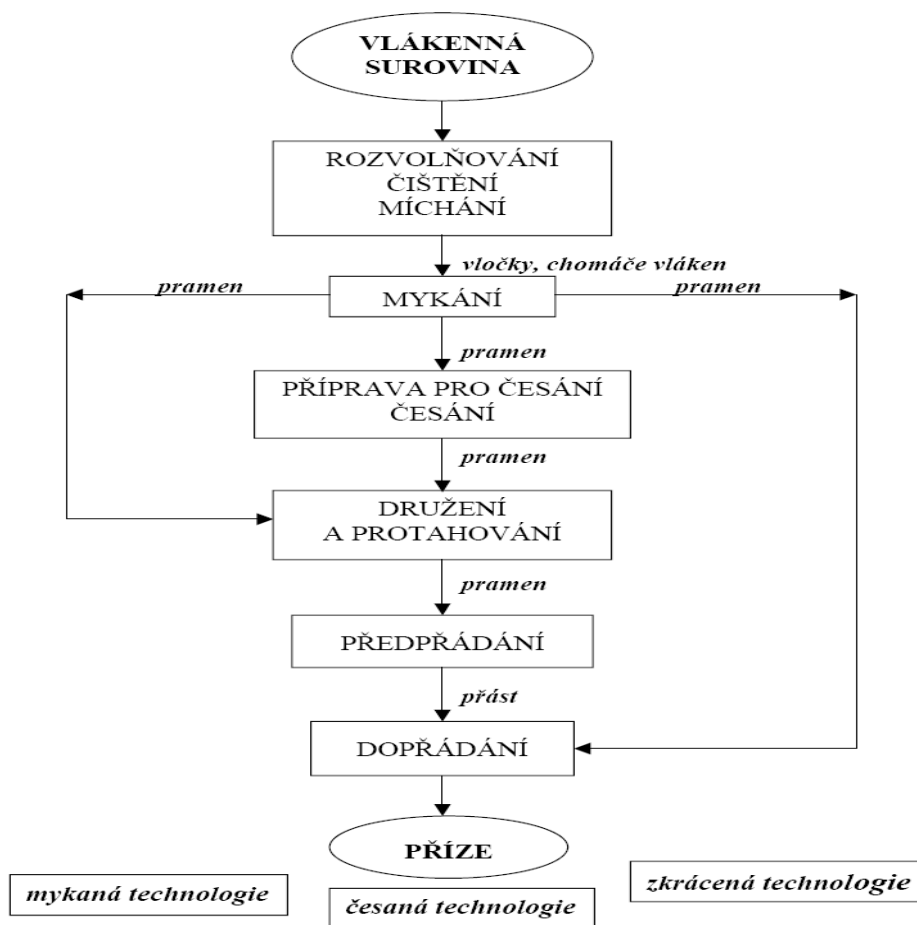 VLÁKENNÁ
SUROVINA
ROZVOLŇOVÁNÍ
ČIŠTĚNÍ
MÍCHÁNÍ
vločky, chomáče vláken
pramen
MYKÁNÍ
pramen
pramen
PŘÍPRAVA PRO ČESÁNÍ
ČESÁNÍ
pramen
DRUŽENÍ
A PROTAHOVÁNÍ
pramen
PŘEDPŘÁDÁNÍ
přást
DOPŘÁDÁNÍ
PŘÍZE
mykaná technologie
česaná technologie
zkrácená technologie